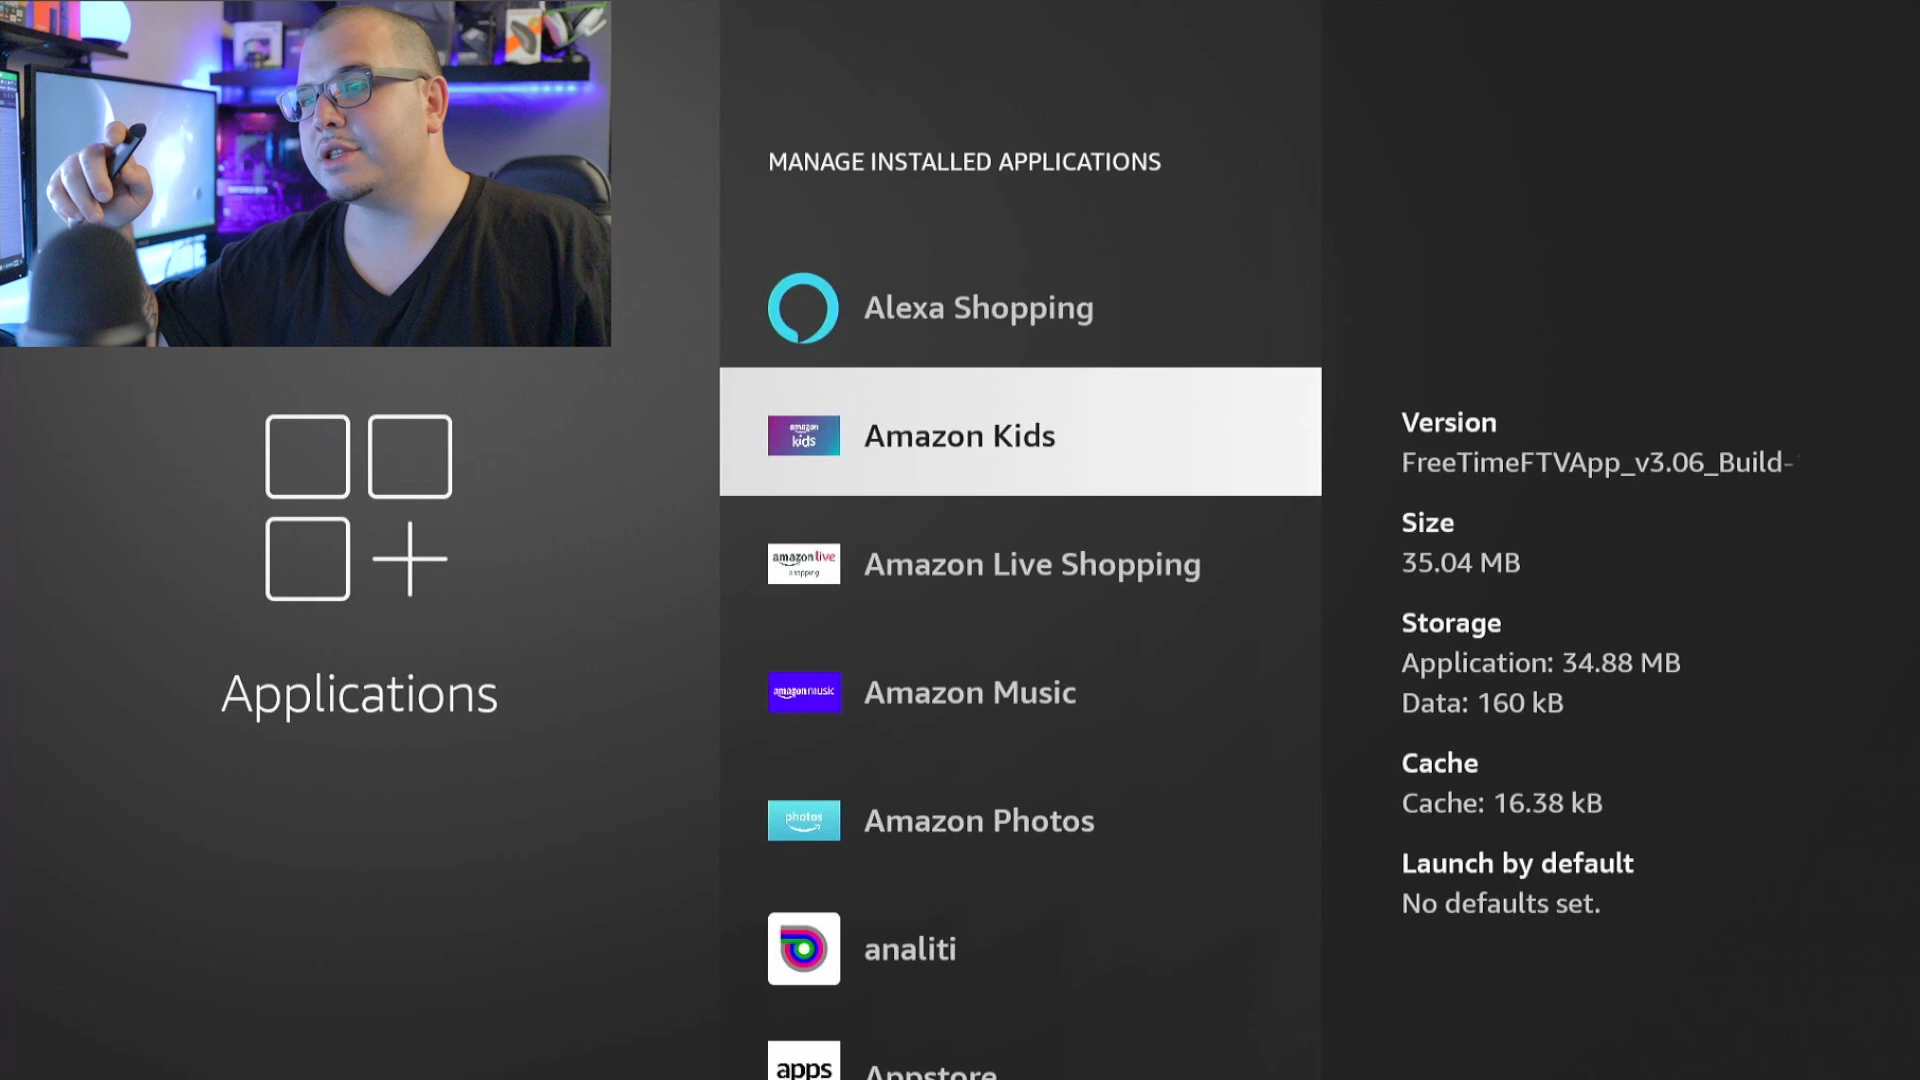 MANAGE INSTALLED APPLICATIONS
Alexa Shopping
amazon
kids
Amazon Kids
amazon live
shopping
Amazon Live Shopping
amazon music
Amazon Music
photos
Amazon Photos
analiti
apps
Appstore
Applications
Version
FreeTimeFTVApp_v3.06_Build-
Size
35.04 MB
Storage
Application: 34.88 MB
Data: 160 kB
Cache
Cache: 16.38 kB
Launch by default
No defaults set.